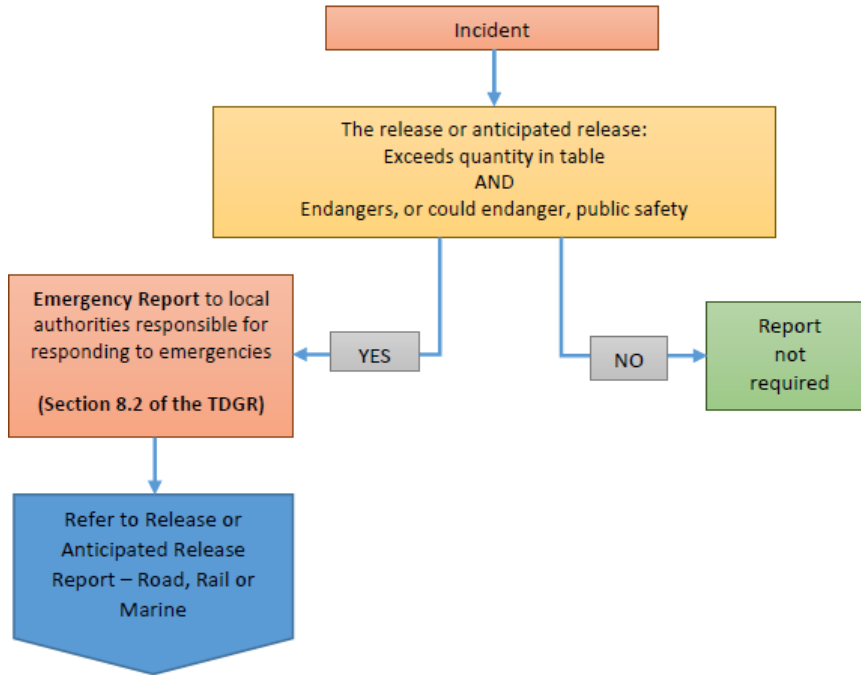 Incident
The release or anticipated release:
Exceeds quantity in table
AND
Endangers, or could endanger, public safety
Emergency Report to local
authorities responsible for
responding to emergencies
(Section 8.2 of the TDGR)
YES
NO
Report
not
required
Refer to Release or
Anticipated Release
Report – Road, Rail or
Marine